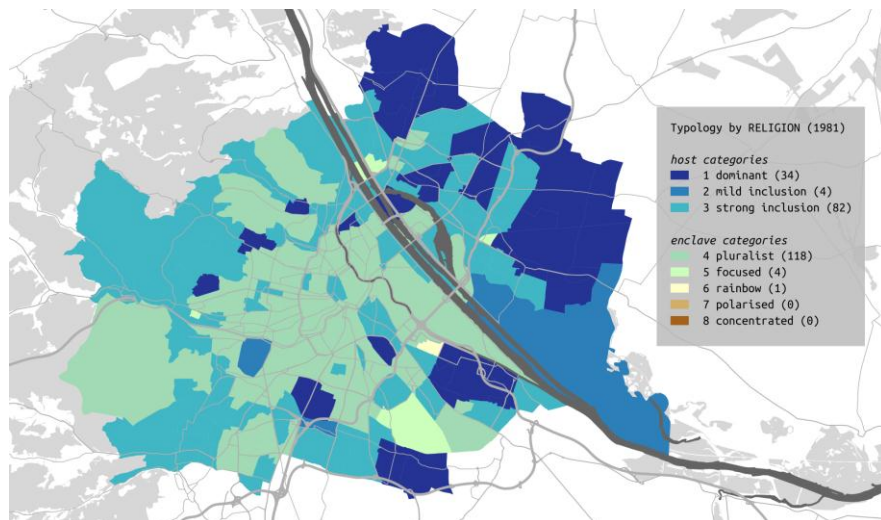 Typology by RELIGION (1981)
host categories
1 dominant (34)
2 mild inclusion (4)
3 strong inclusion (82)
enclave categories
4 pluralist (118)
5 focused (4)
6 rainbow (1)
7 polarised (0)
8 concentrated (0)